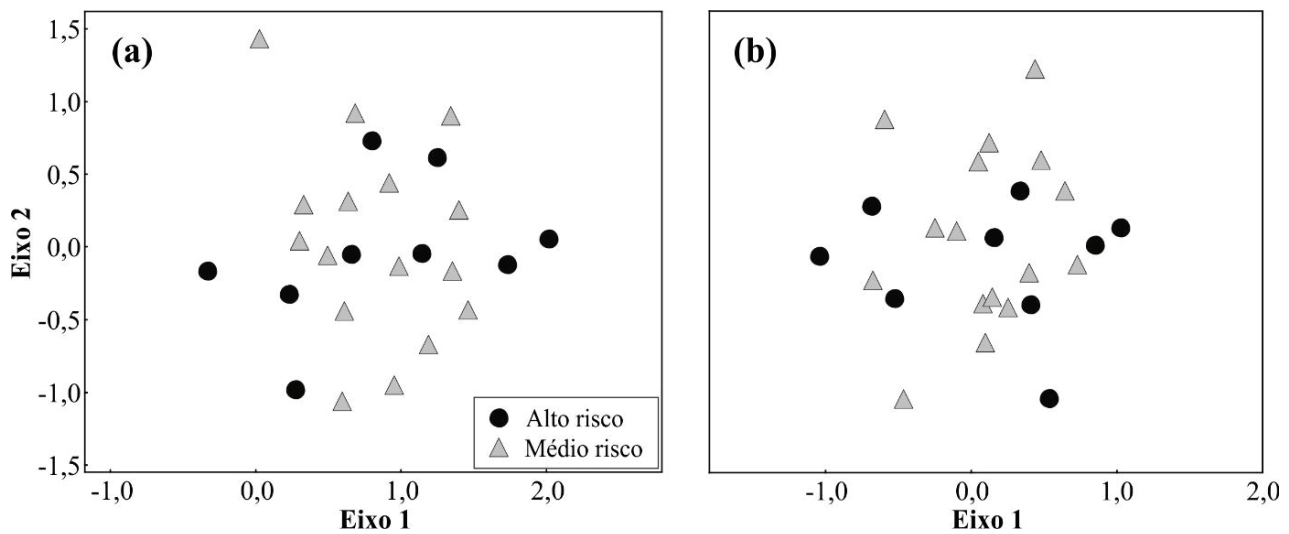 (a)
(b)
1,5
1,0
0,5
0,0
-0,5
-1,0
-1,5
Eixo 2
Alto risco
Médio risco
-1,0 0,0 1,0 2,0
Eixo 1
-1,0 0,0 1,0 2,0
Eixo 1